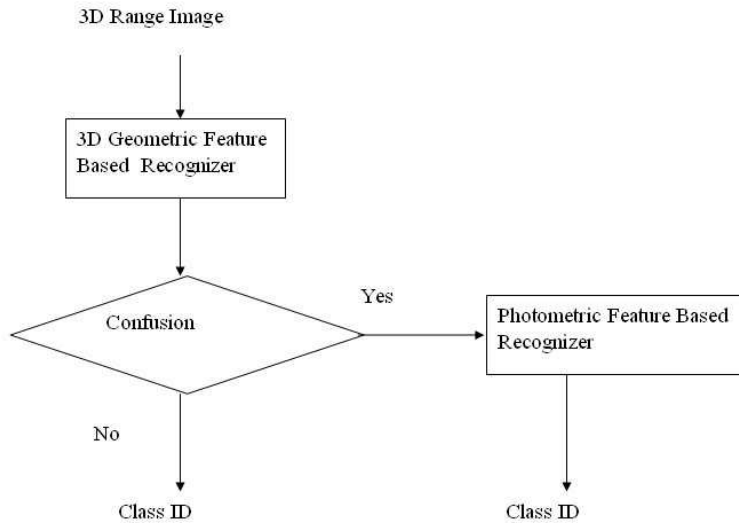 3D Range Image
3D Geometric Feature
Based Recognizer
Confusion
Yes
Photometric Feature Based
Recognizer
No
Class ID
Class ID